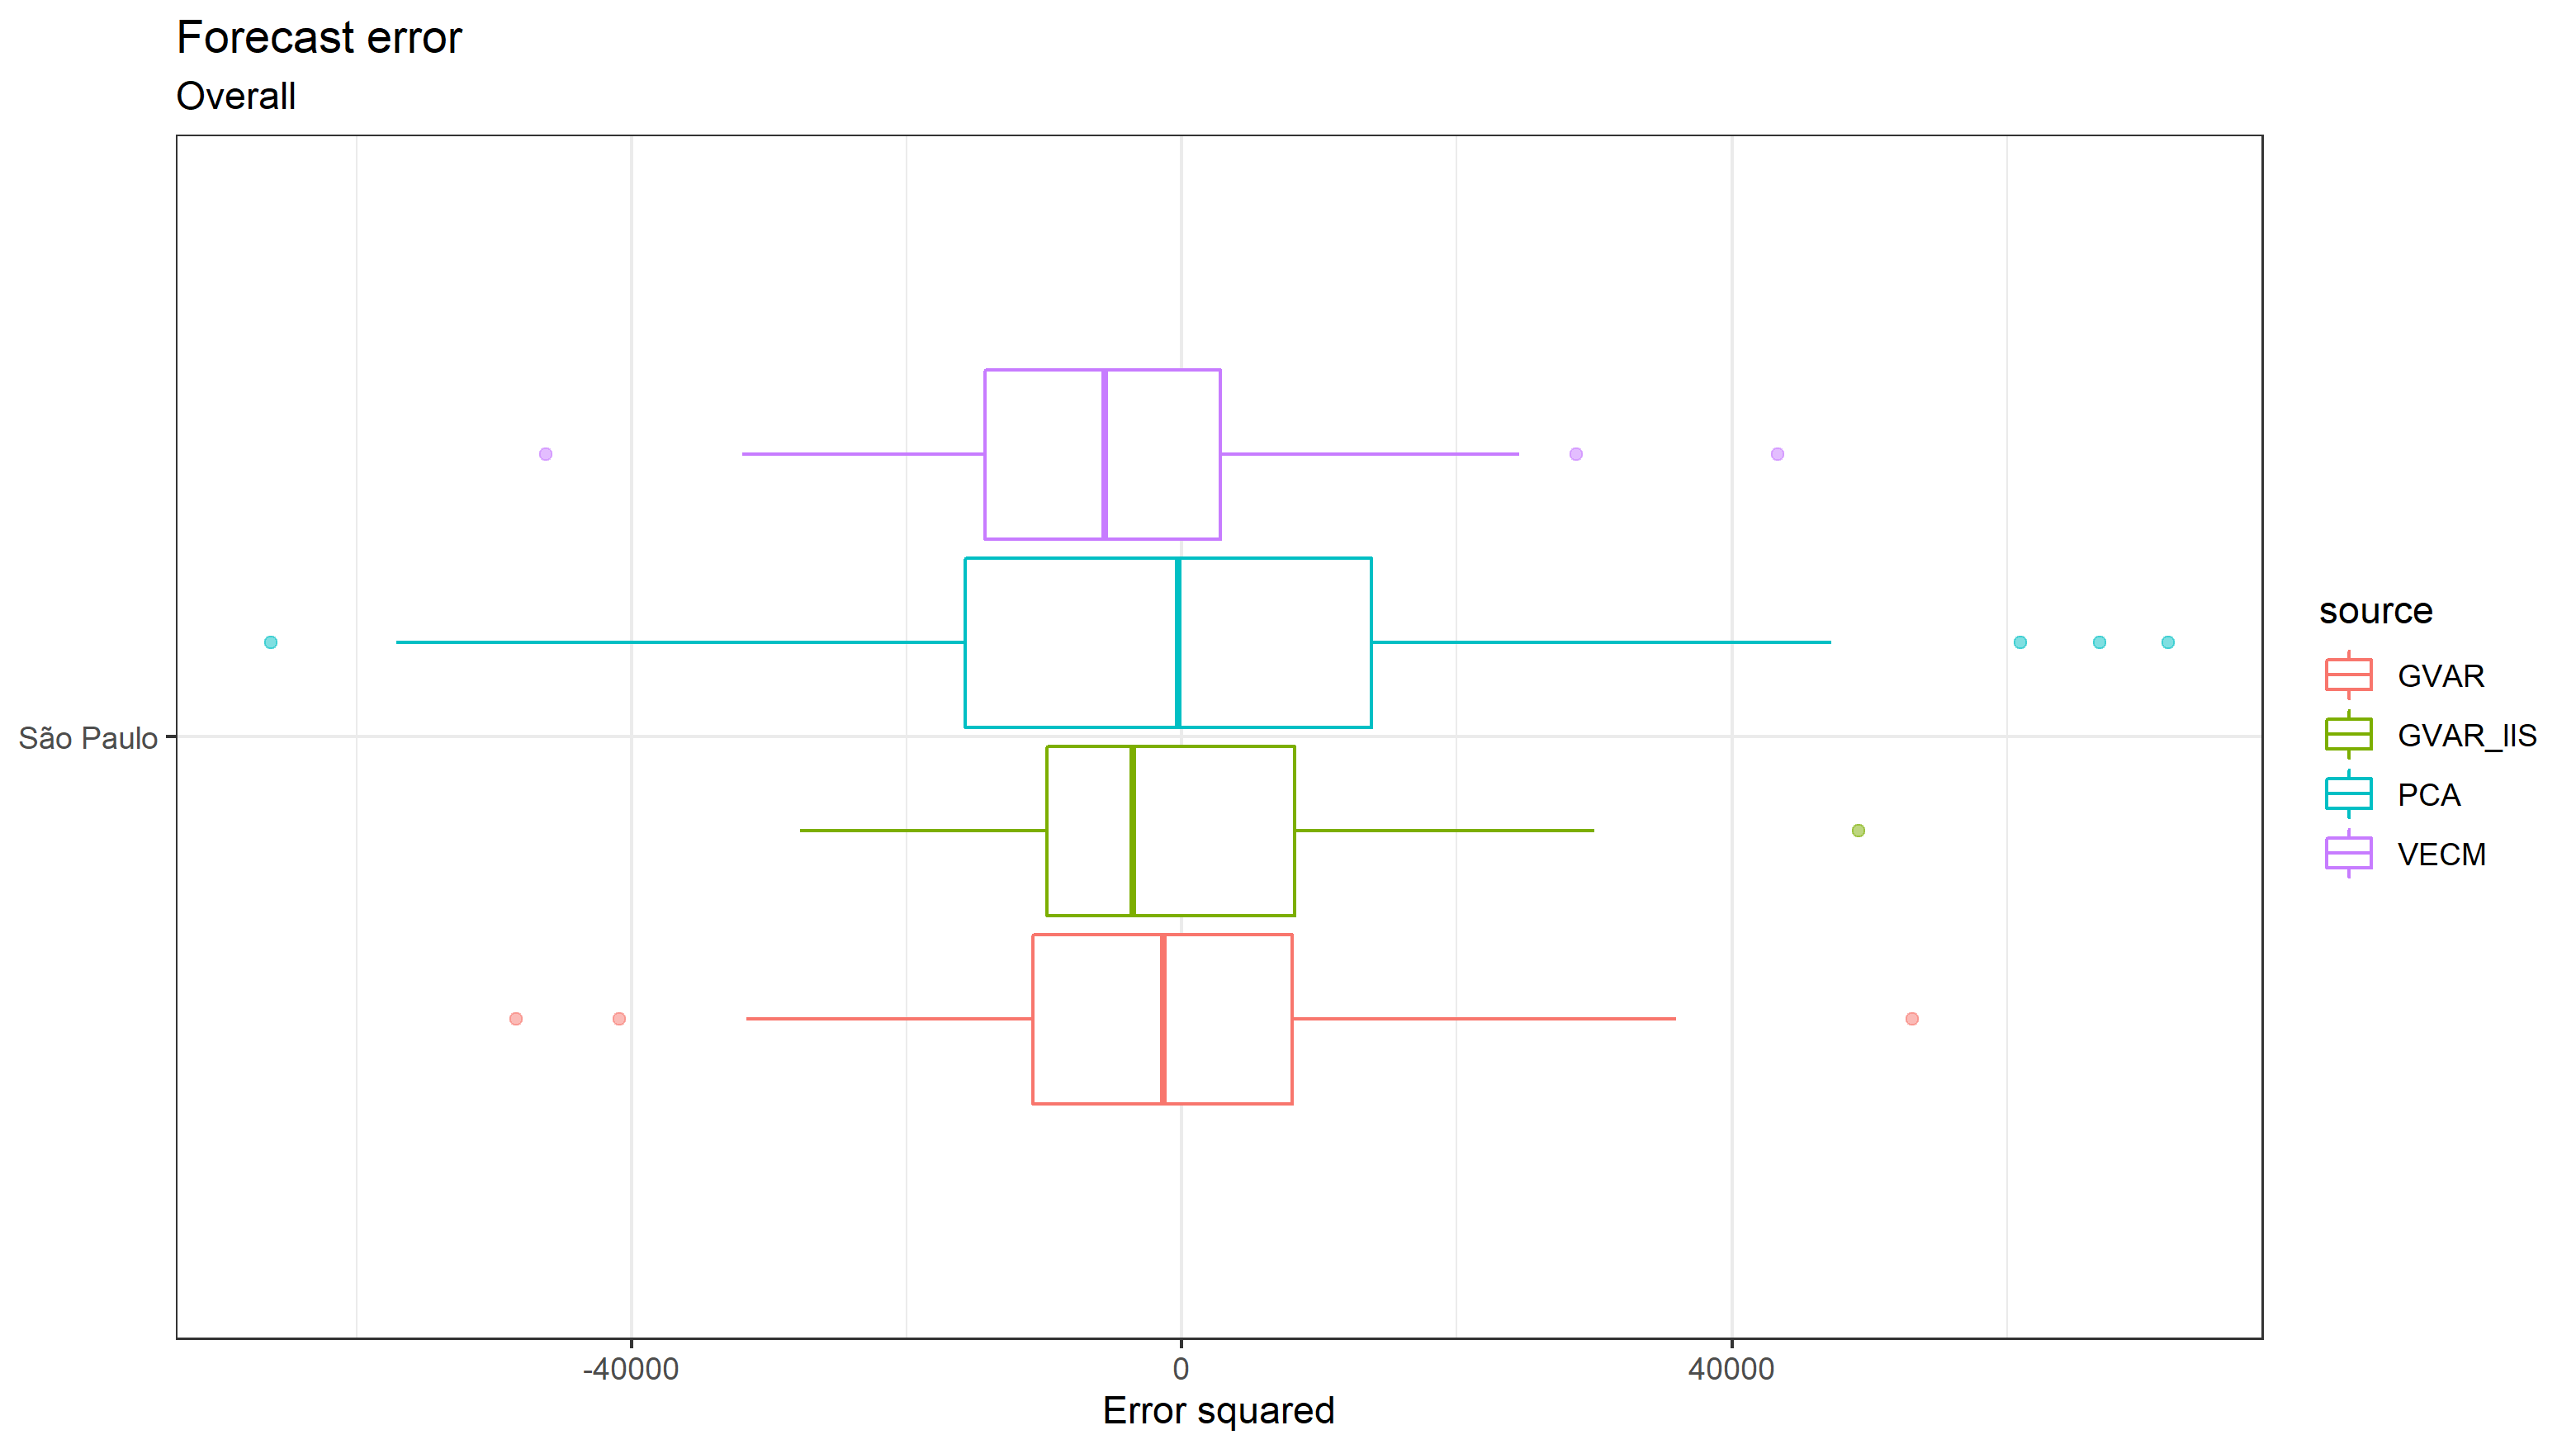 Forecast error
Overall
São Paulo
-40000
0
40000
Error squared
source
GVAR
GVAR_IIS
PCA
VECM